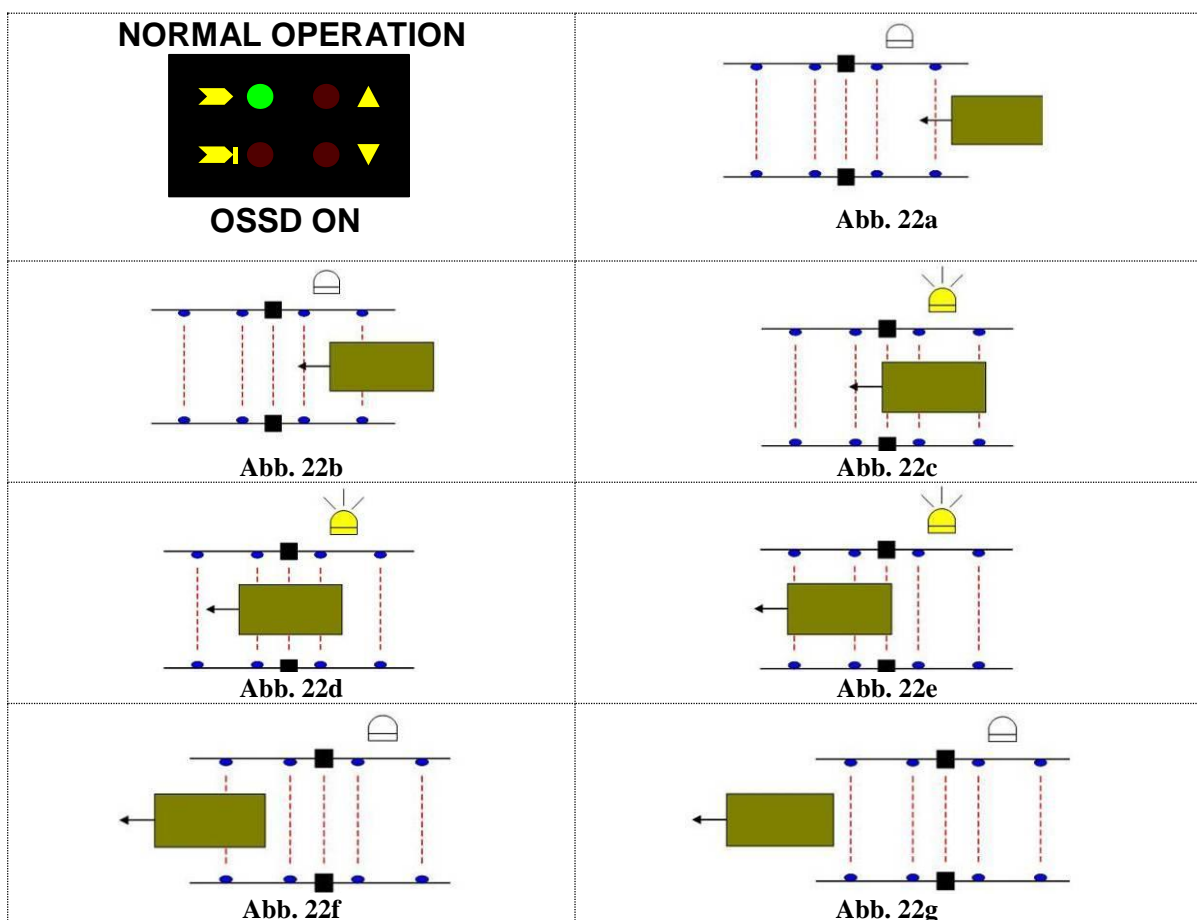 NORMAL OPERATION
OSSD ON
Abb. 22a
Abb. 22b
Abb. 22c
Abb. 22d
Abb. 22e
Abb. 22f
Abb. 22g